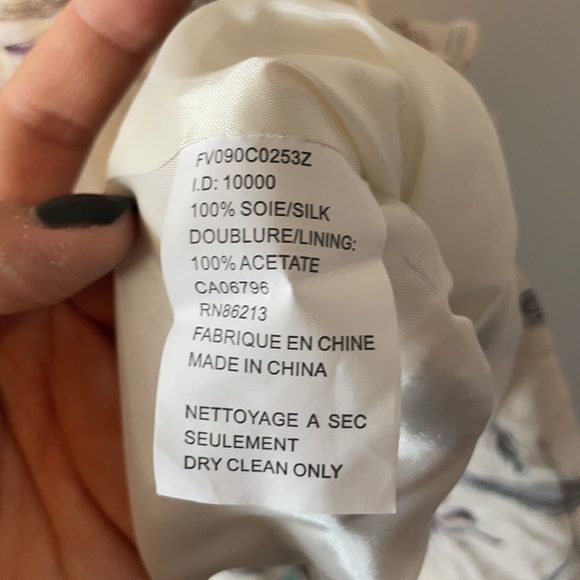 FV090C0253Z
I.D: 10000
100% SOIE/SILK
DOUBLURE/LINING:
100% ACETATE
CA06796
RN86213
FABRIQUE EN CHINE
MADE IN CHINA
NETTOYAGE A SEC
SEULEMENT
DRY CLEAN ONLY